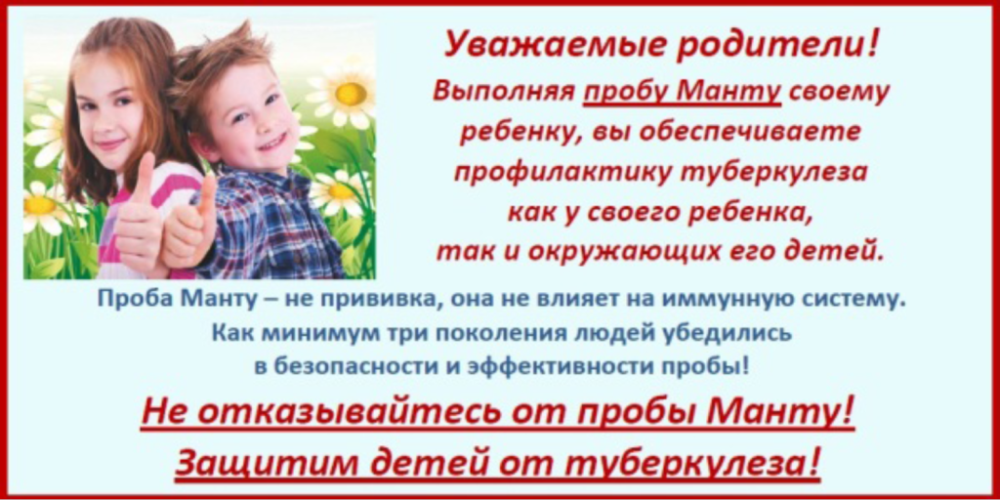 Уважаемые родители!
Выполняя пробу Манту своему
ребенку, вы обеспечиваете
профилактику туберкулеза
как у своего ребенка,
так и окружающих его детей.
Проба Манту – не прививка, она не влияет на иммунную систему.
Как минимум три поколения людей убедились
в безопасности и эффективности пробы!
Не отказывайтесь от пробы Манту!
Защитим детей от туберкулеза!